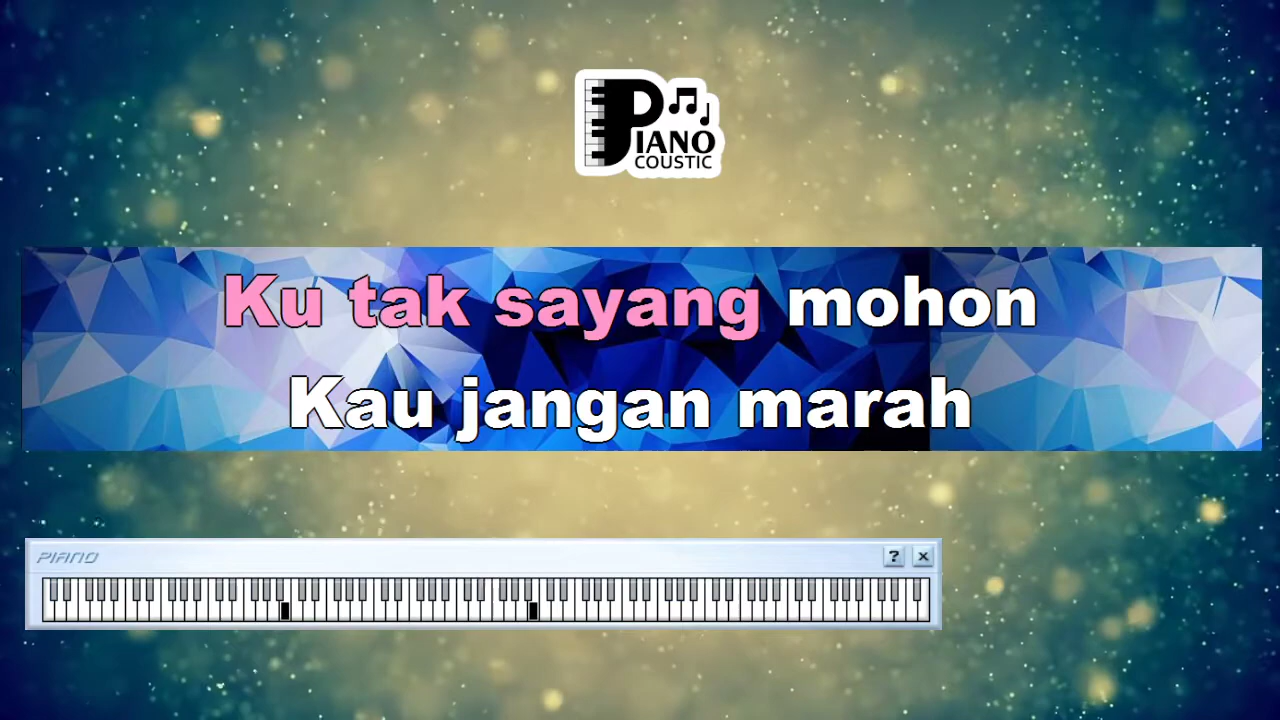 PIANO
COUSTIC
Ku tak sayang mohon
Kau jangan marah
PIANO
? x